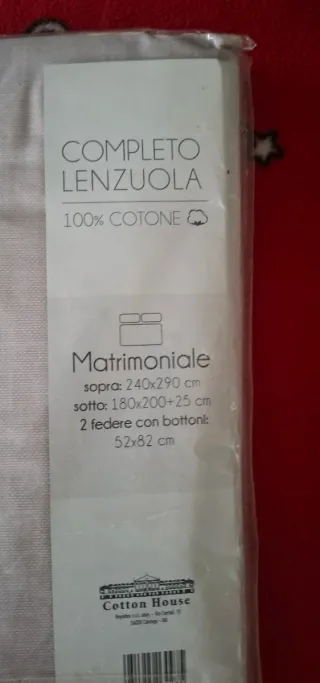 COMPLETO
LENZUOLA
100% COTONE
Matrimoniale
sopra: 240x290 cm
sotto: 180x200+25 cm
2 federe con bottoni:
52x82 cm
Cotton House